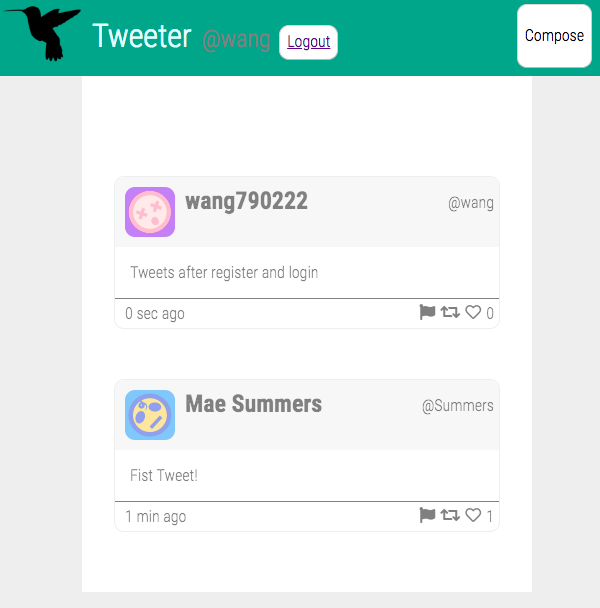 Tweeter @wang Logout Compose
wang790222 @wang
Tweets after register and login
0 sec ago 0
Mae Summers @Summers
Fist Tweet!
1 min ago 1